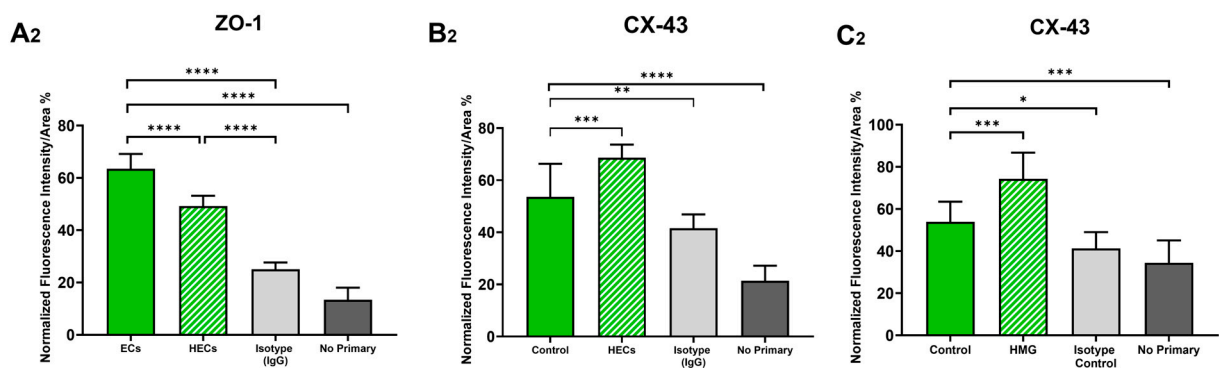 A2
ZO-1
Normalized Fluorescence Intensity/Area %
80
60
40
20
0
****
****
****
****
ECs
HECs
Isotype
(IgG)
No Primary
B2
CX-43
Normalized Fluorescence Intensity/Area %
80
60
40
20
0
****
**
***
Control
HECs
Isotype
(IgG)
No Primary
C2
CX-43
Normalized Fluorescence Intensity/Area %
100
80
60
40
20
0
***
*
***
Control
HMG
Isotype
Control
No Primary